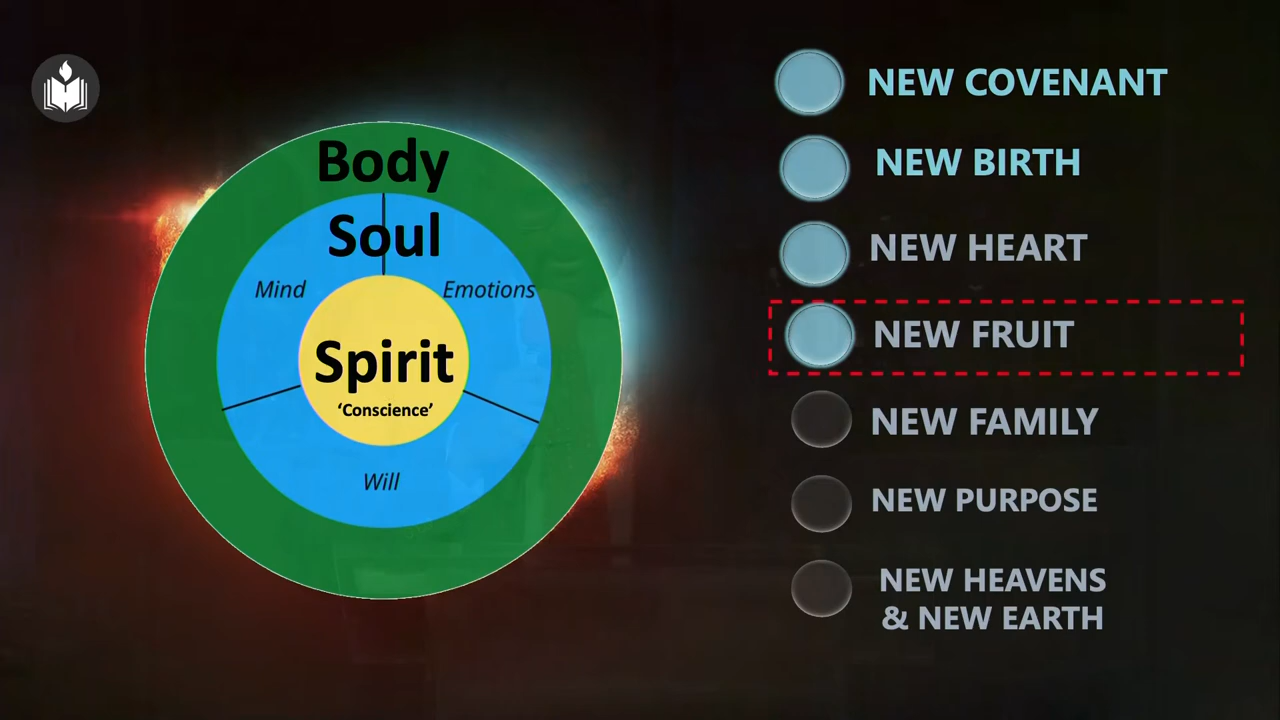 Body
Soul
Mind
Emotions
Spirit
‘Conscience’
Will
NEW COVENANT
NEW BIRTH
NEW HEART
NEW FRUIT
NEW FAMILY
NEW PURPOSE
NEW HEAVENS
& NEW EARTH